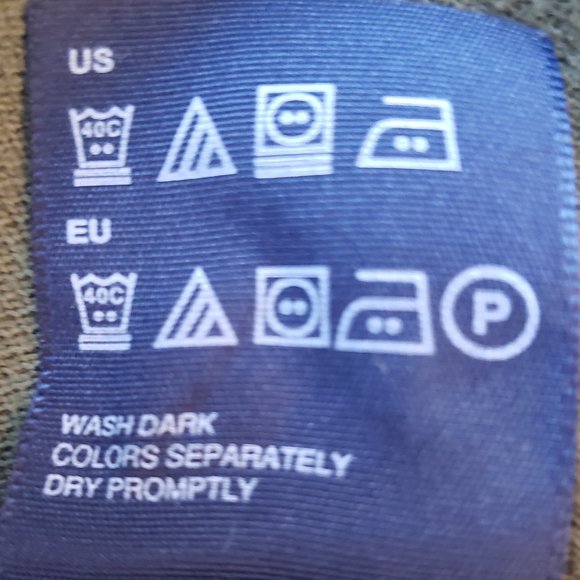 US
40C
EU
40C
P
WASH DARK
COLORS SEPARATELY
DRY PROMPTLY